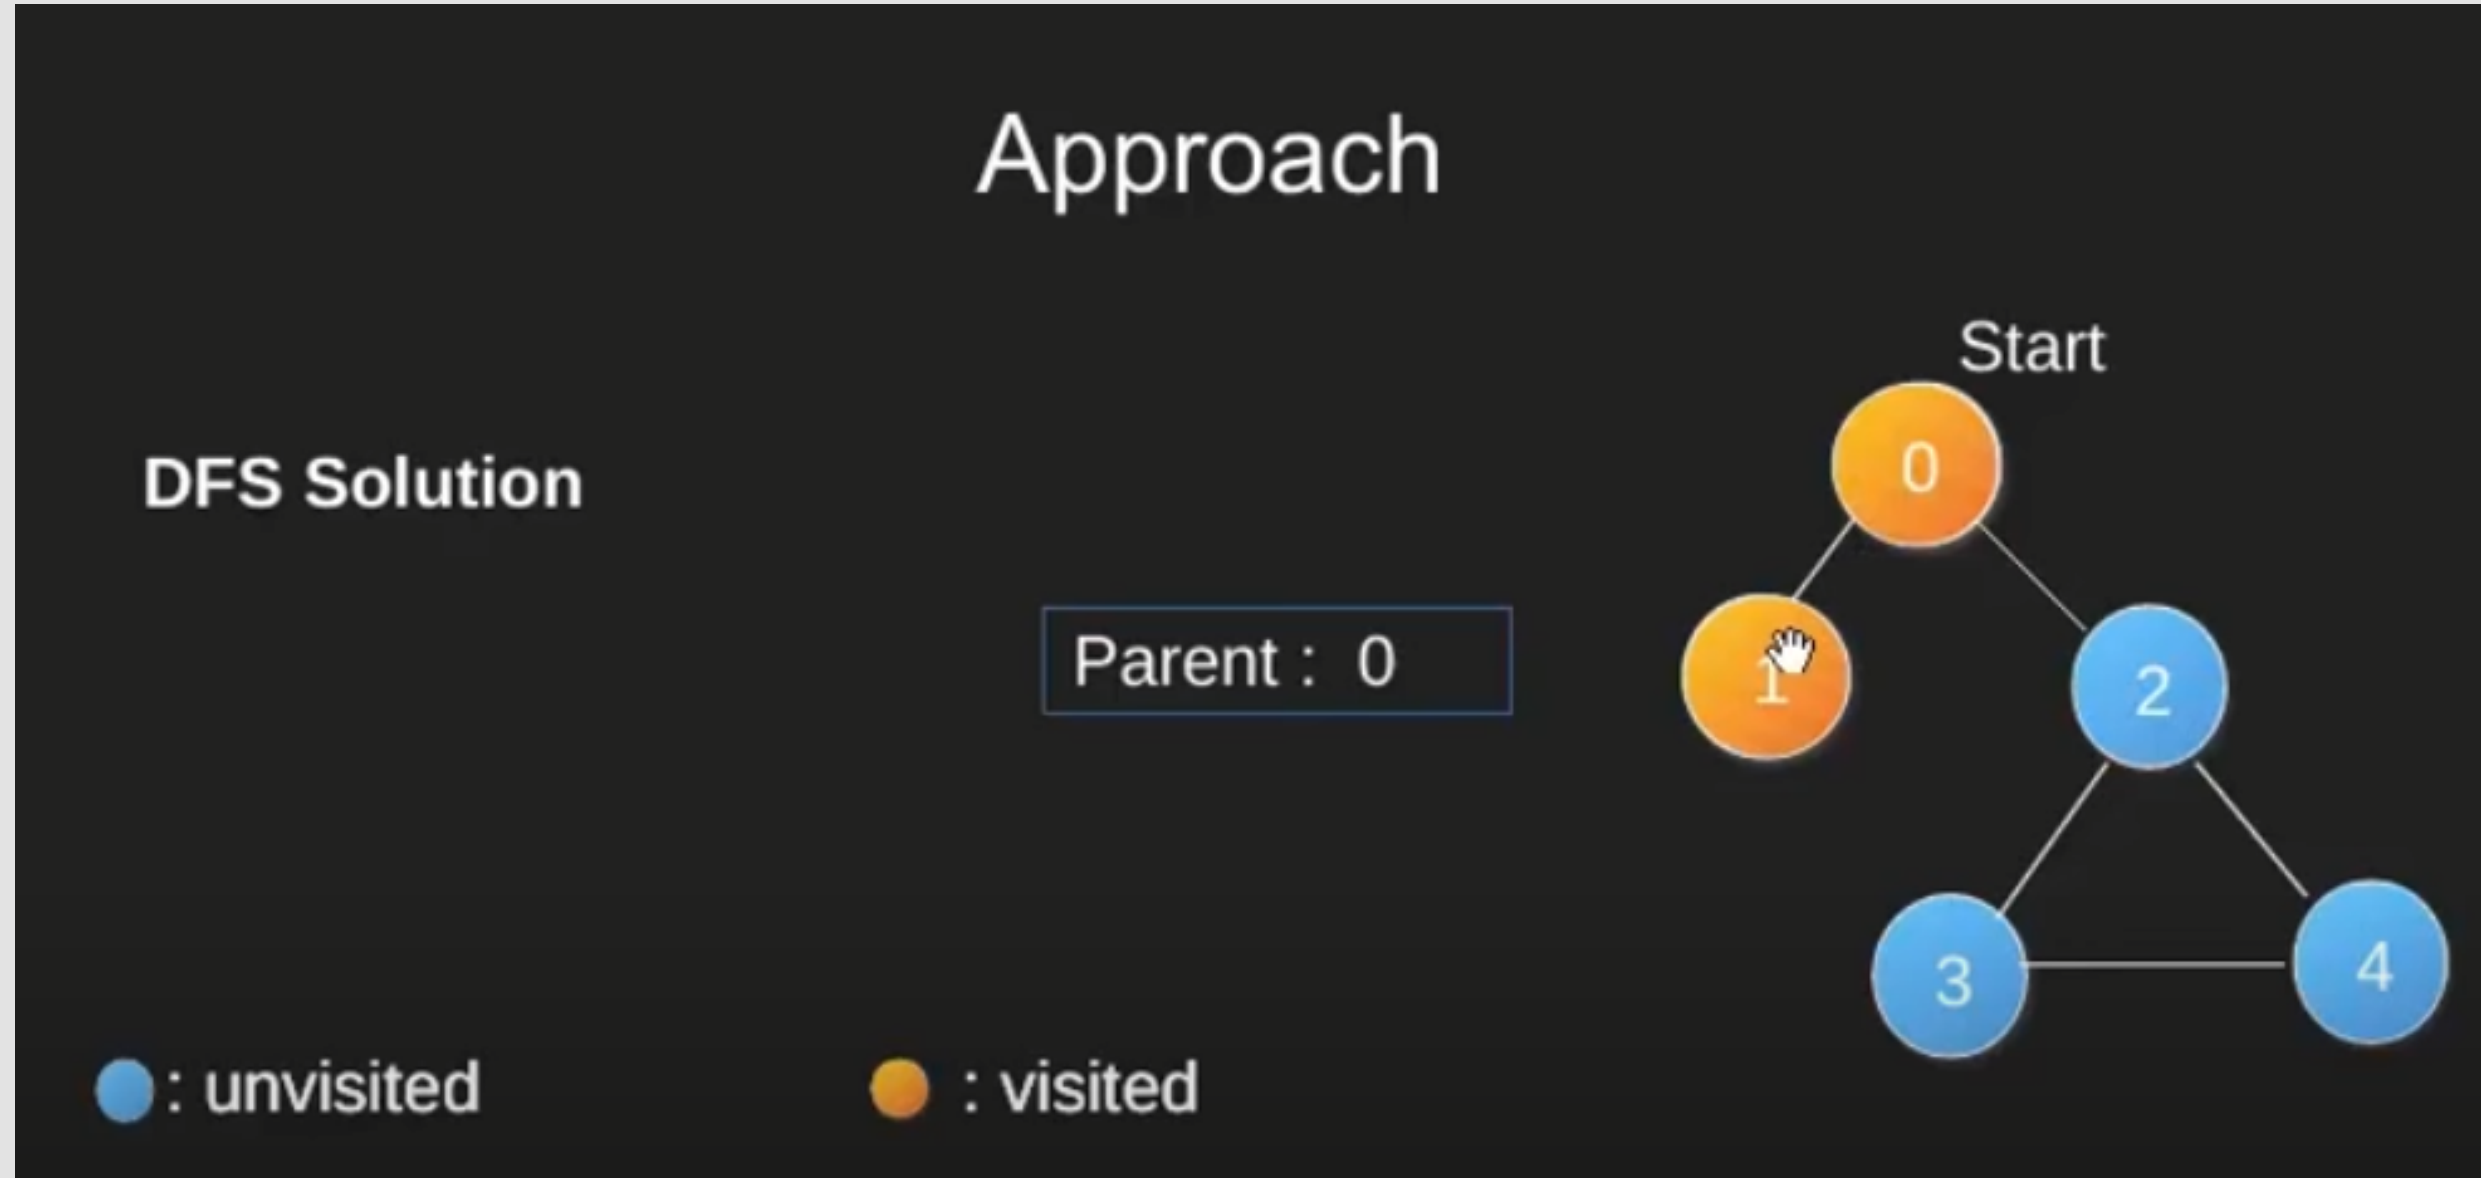 Approach
Start
0
DFS Solution
Parent : 0
1
2
3
4
: unvisited
: visited